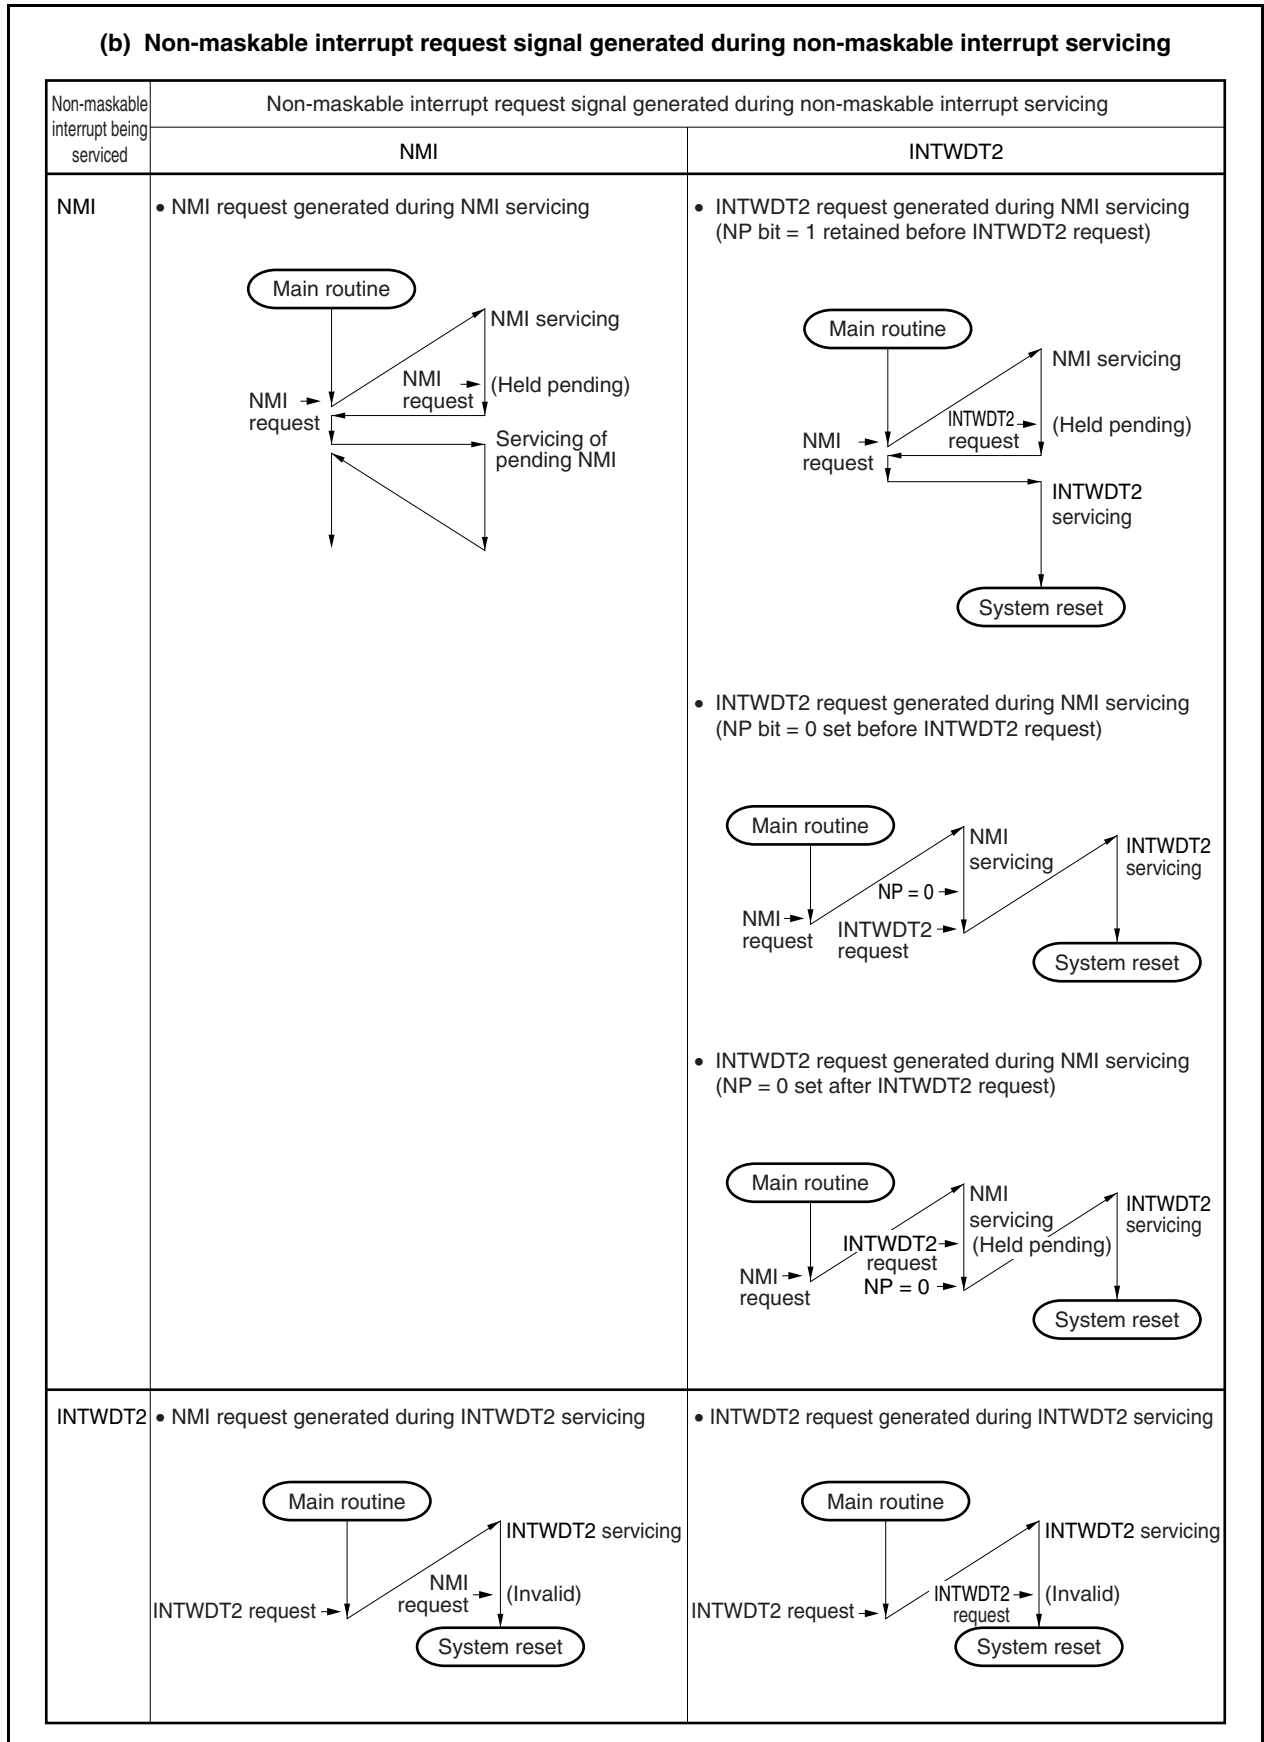 (b) Non-maskable interrupt request signal generated during non-maskable interrupt servicing
Non-maskable
interrupt being
serviced
Non-maskable interrupt request signal generated during non-maskable interrupt servicing
NMI
INTWDT2
NMI
• NMI request generated during NMI servicing
Main routine
NMI servicing
NMI
request
(Held pending)
NMI
request
Servicing of
pending NMI
• INTWDT2 request generated during NMI servicing
(NP bit = 1 retained before INTWDT2 request)
Main routine
NMI servicing
INTWDT2
request
(Held pending)
NMI
request
INTWDT2
servicing
System reset
• INTWDT2 request generated during NMI servicing
(NP bit = 0 set before INTWDT2 request)
Main routine
NMI
servicing
INTWDT2
servicing
NP = 0
NMI
request
INTWDT2
request
System reset
• INTWDT2 request generated during NMI servicing
(NP = 0 set after INTWDT2 request)
Main routine
NMI
servicing
(Held pending)
INTWDT2
servicing
INTWDT2
request
NMI
request
NP = 0
System reset
INTWDT2
• NMI request generated during INTWDT2 servicing
Main routine
INTWDT2 servicing
NMI
request
(Invalid)
INTWDT2 request
System reset
• INTWDT2 request generated during INTWDT2 servicing
Main routine
INTWDT2 servicing
INTWDT2
request
(Invalid)
INTWDT2 request
System reset